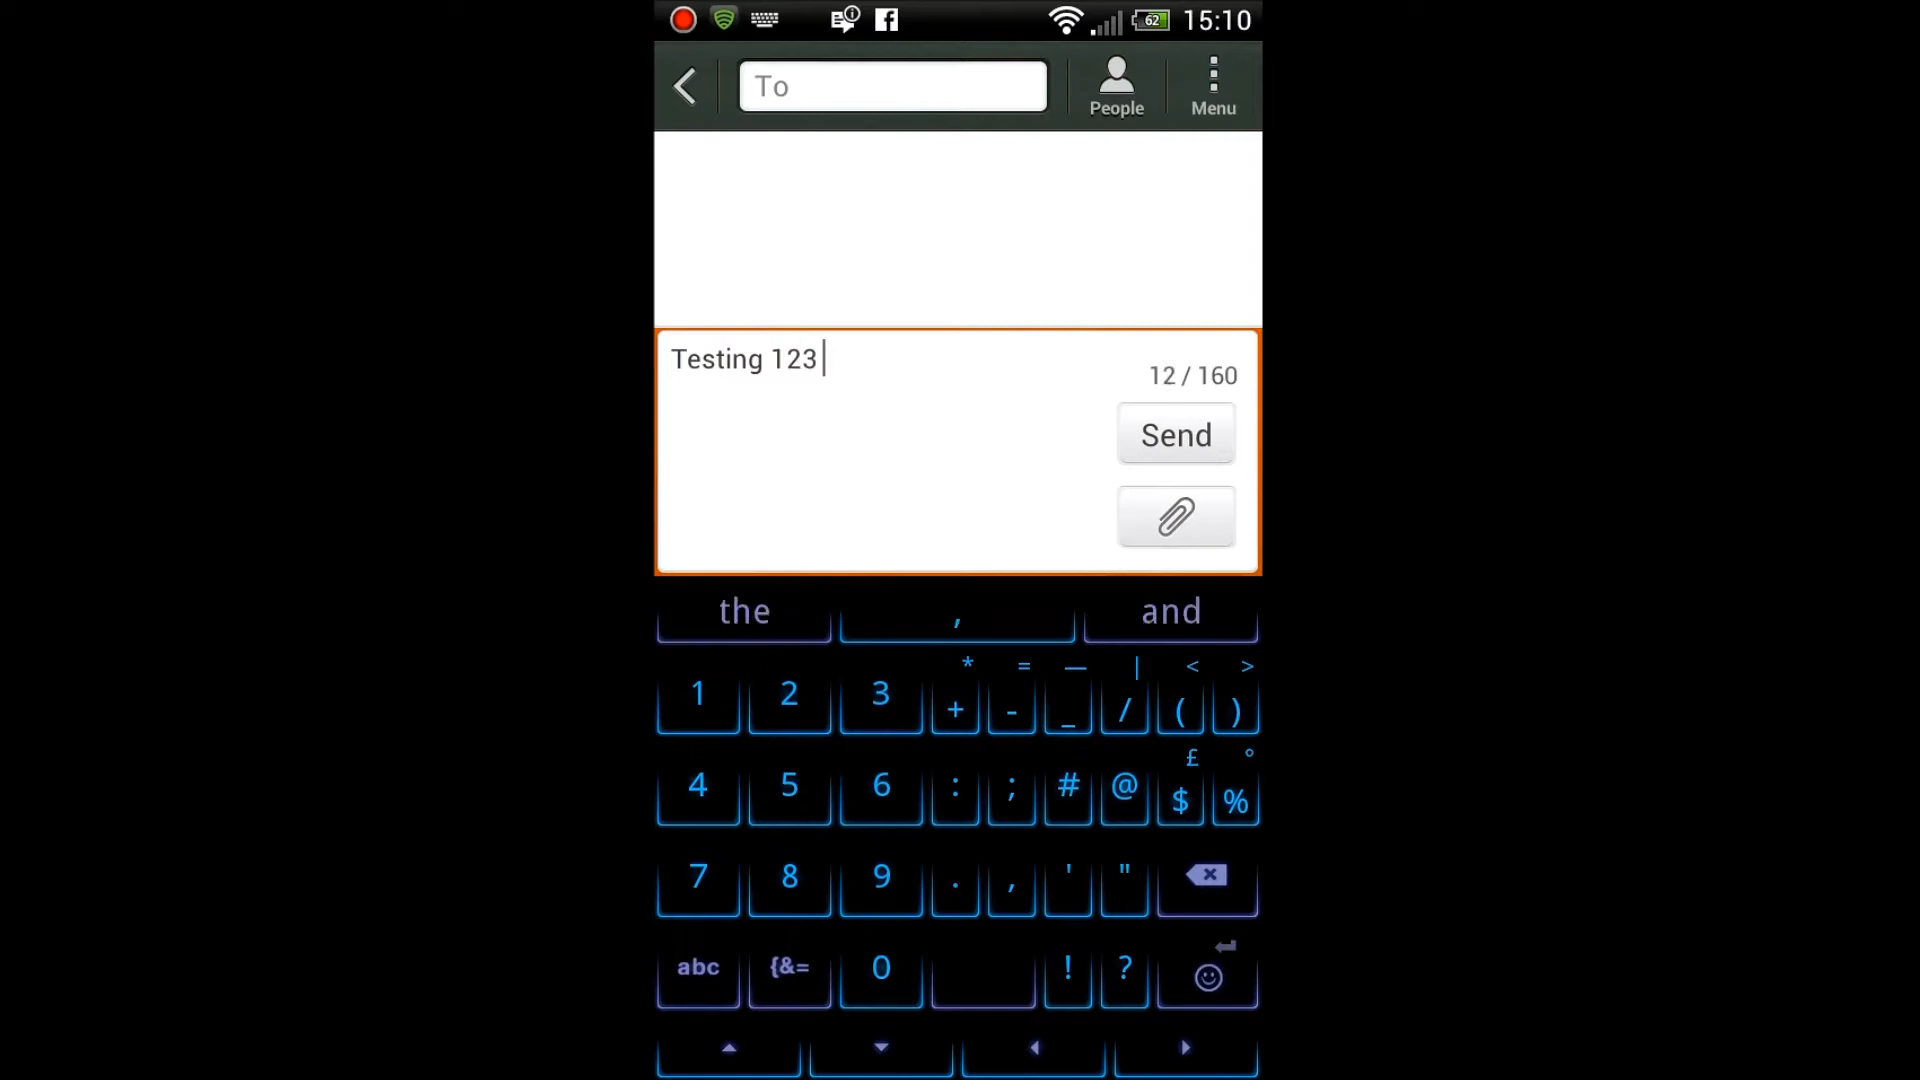 62 15:10
To People Menu
Testing 123
12 / 160
Send
the , and
* = — | < >
1 2 3 + - _ / ( )
£ °
4 5 6 : ; # @ $ %
7 8 9 . , ' "
abc {&= 0 ! ?